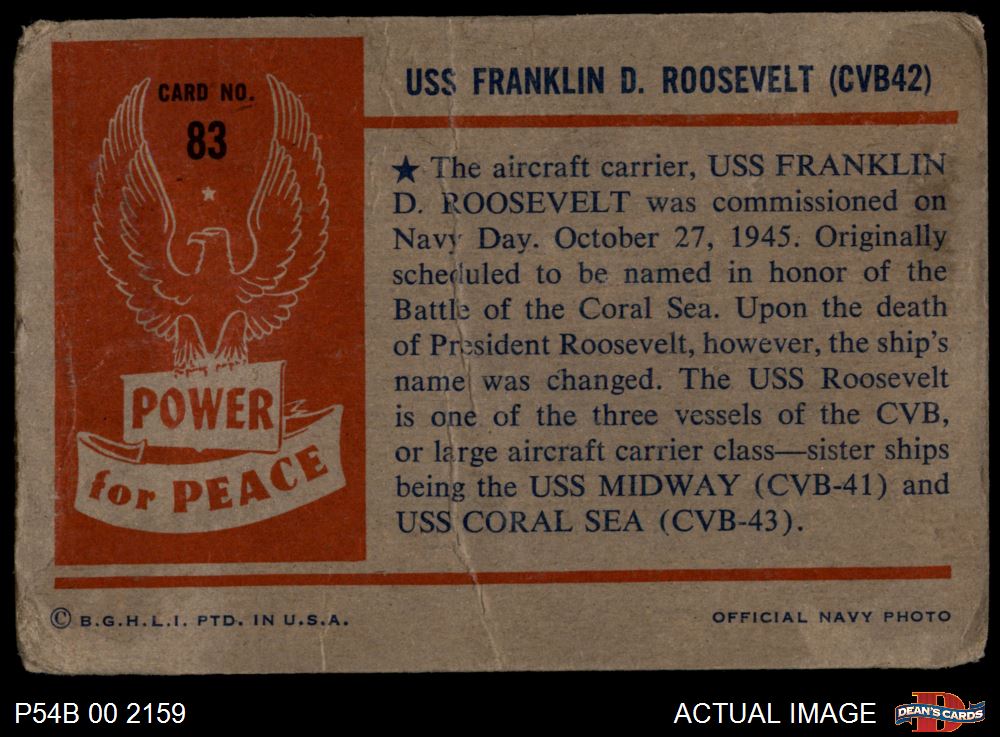 CARD NO.
83
POWER
for PEACE
USS FRANKLIN D. ROOSEVELT (CVB42)
★ The aircraft carrier, USS FRANKLIN
D. ROOSEVELT was commissioned on
Navy Day. October 27, 1945. Originally
scheduled to be named in honor of the
Battle of the Coral Sea. Upon the death
of President Roosevelt, however, the ship's
name was changed. The USS Roosevelt
is one of the three vessels of the CVB,
or large aircraft carrier class—sister ships
being the USS MIDWAY (CVB-41) and
USS CORAL SEA (CVB-43).
© B.G.H.L.I. PTD. IN U.S.A.
OFFICIAL NAVY PHOTO
P54B 00 2159
ACTUAL IMAGE
DEAN'S CARDS